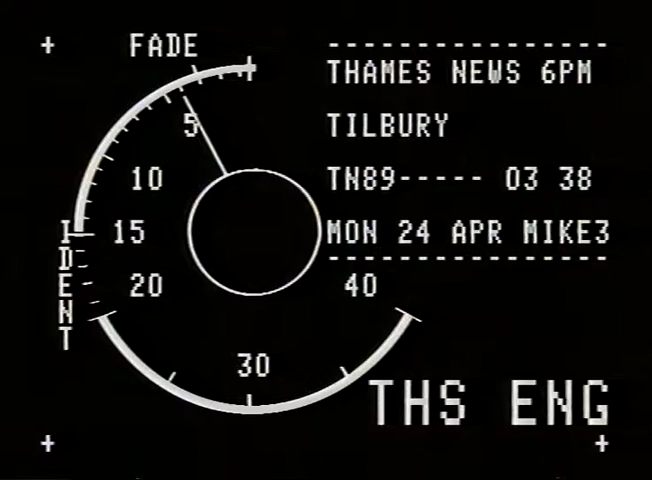 FADE
----------------
THAMES NEWS 6PM
TILBURY
TN89----- 03 38
MON 24 APR MIKE3
----------------
5
10
15
20
30
40
IDENT
THS ENG